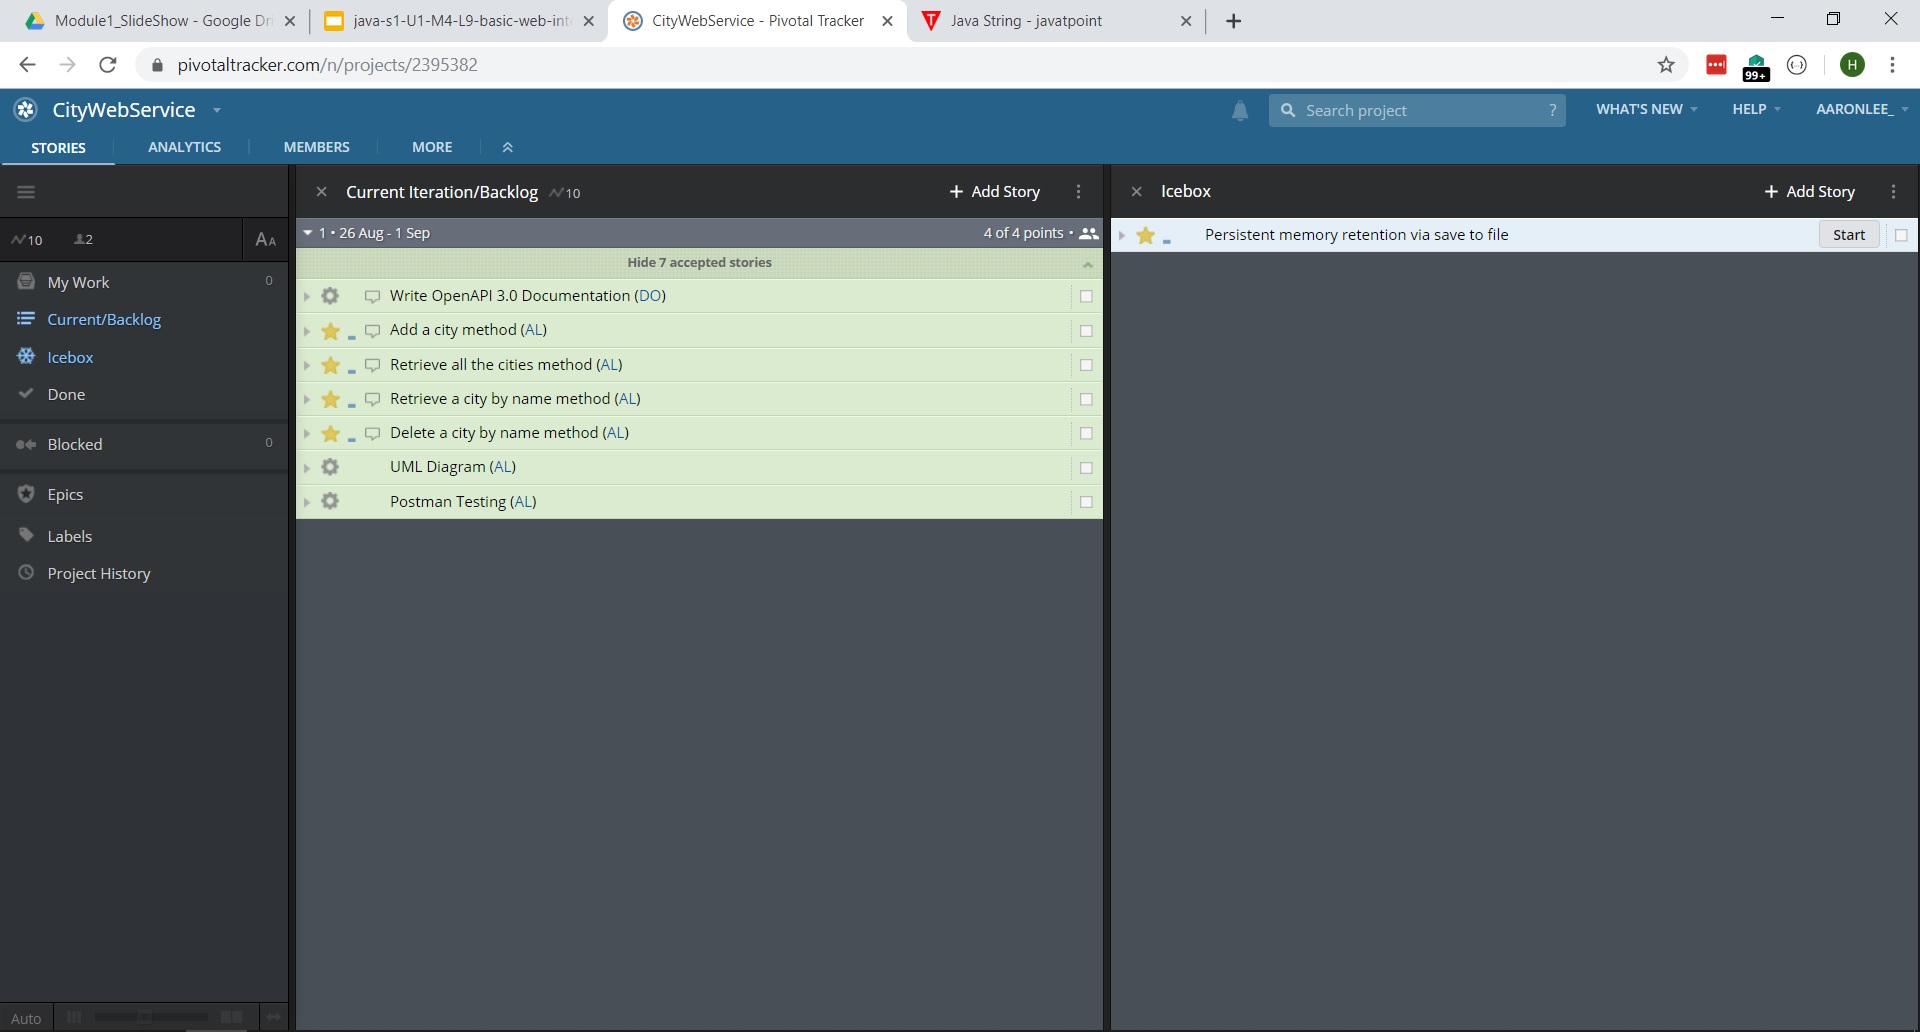 Module1_SlideShow - Google Dri
java-s1-U1-M4-L9-basic-web-int
CityWebService - Pivotal Tracker
Java String - javatpoint
pivotaltracker.com/n/projects/2395382
99+
H
CityWebService
Search project ?
WHAT'S NEW
HELP
AARONLEE_
STORIES
ANALYTICS
MEMBERS
MORE
10
2
AA
My Work 0
Current/Backlog
Icebox
Done
Blocked 0
Epics
Labels
Project History
Auto
Current Iteration/Backlog 10
+ Add Story
1 • 26 Aug - 1 Sep
4 of 4 points •
Hide 7 accepted stories
Write OpenAPI 3.0 Documentation (DO)
Add a city method (AL)
Retrieve all the cities method (AL)
Retrieve a city by name method (AL)
Delete a city by name method (AL)
UML Diagram (AL)
Postman Testing (AL)
Icebox
+ Add Story
Persistent memory retention via save to file
Start